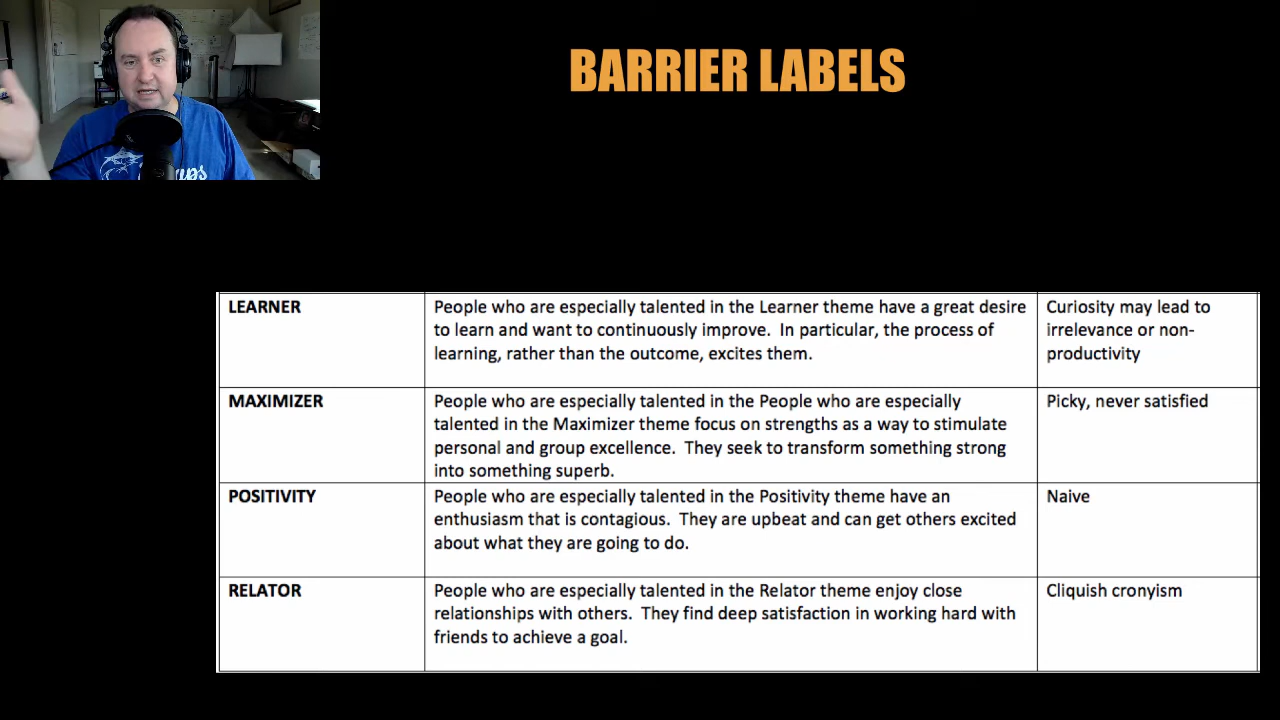 BARRIER LABELS
LEARNER
People who are especially talented in the Learner theme have a great desire
to learn and want to continuously improve.  In particular, the process of
learning, rather than the outcome, excites them.
Curiosity may lead to
irrelevance or non-
productivity
MAXIMIZER
People who are especially talented in the People who are especially
talented in the Maximizer theme focus on strengths as a way to stimulate
personal and group excellence.  They seek to transform something strong
into something superb.
Picky, never satisfied
POSITIVITY
People who are especially talented in the Positivity theme have an
enthusiasm that is contagious.  They are upbeat and can get others excited
about what they are going to do.
Naive
RELATOR
People who are especially talented in the Relator theme enjoy close
relationships with others.  They find deep satisfaction in working hard with
friends to achieve a goal.
Cliquish cronyism